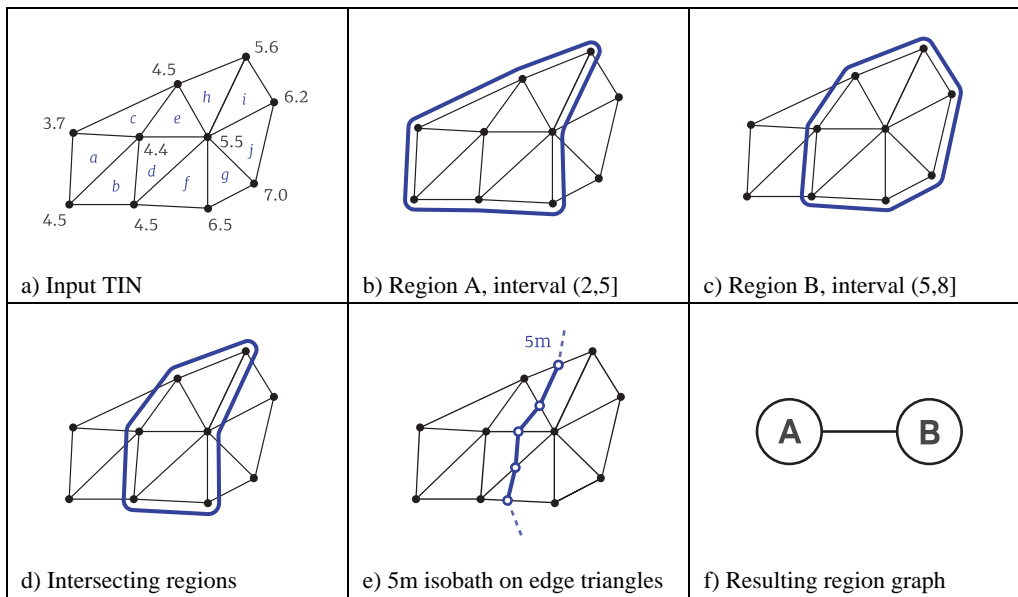 5.6
4.5
h
i
6.2
c
e
3.7
4.4
5.5
a
d
j
b
f
g
7.0
4.5
4.5
6.5
a) Input TIN
b) Region A, interval (2,5]
c) Region B, interval (5,8]
d) Intersecting regions
5m
e) 5m isobath on edge triangles
A
B
f) Resulting region graph